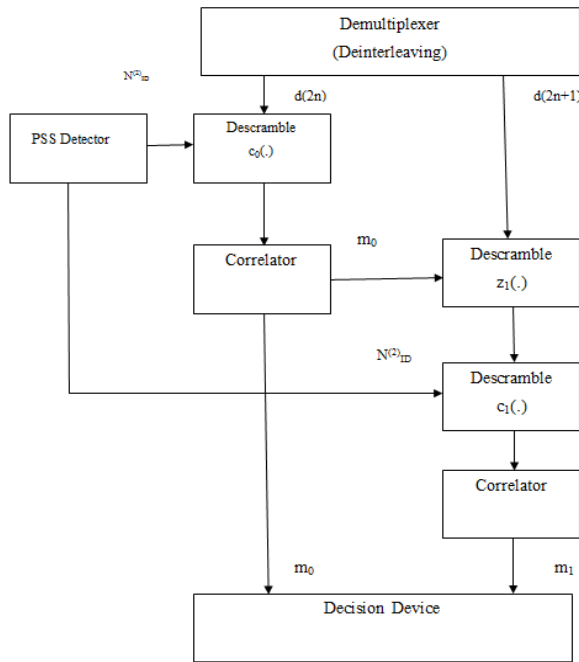 Demultiplexer
(Deinterleaving)
N⁽²⁾ID
d(2n)
d(2n+1)
PSS Detector
Descramble
c₀(.)
m₀
Correlator
Descramble
z₁(.)
N⁽²⁾ID
Descramble
c₁(.)
Correlator
m₀
m₁
Decision Device